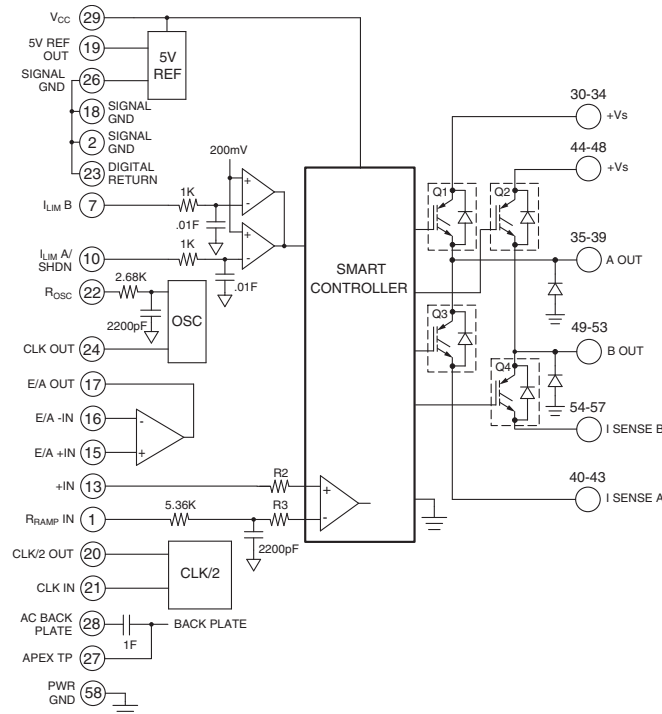 VCC 29
5V REF OUT 19
SIGNAL GND 26
5V REF
18 SIGNAL GND
2 SIGNAL GND
23 DIGITAL RETURN
ILIM B 7
1K
.01F
200mV
+
-
+
-
ILIM A/ SHDN 10
1K
.01F
ROSC 22
2.68K
2200pF
OSC
CLK OUT 24
E/A OUT 17
E/A -IN 16
-
E/A +IN 15
+
+IN 13
R2
+
RRAMP IN 1
5.36K
R3
-
2200pF
CLK/2 OUT 20
CLK IN 21
CLK/2
AC BACK PLATE 28
1F
BACK PLATE
APEX TP 27
PWR GND 58
SMART CONTROLLER
Q1
Q2
Q3
Q4
30-34
+Vs
44-48
+Vs
35-39
A OUT
49-53
B OUT
54-57
I SENSE B
40-43
I SENSE A